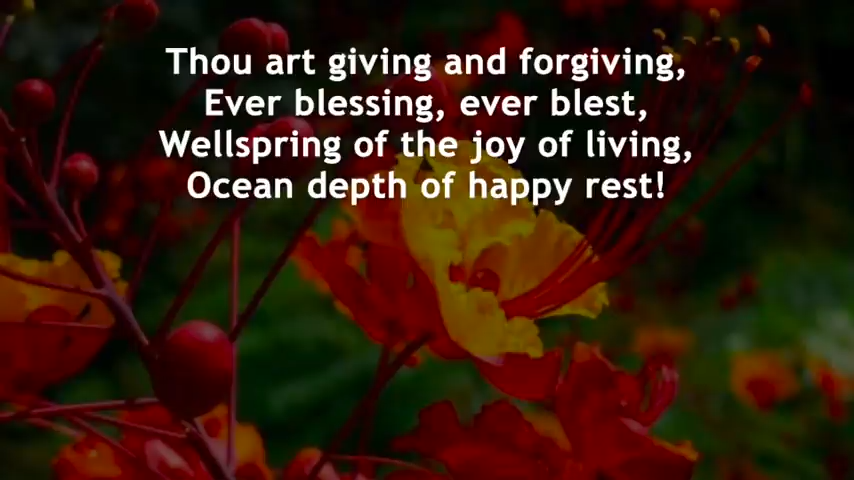 Thou art giving and forgiving,
Ever blessing, ever blest,
Wellspring of the joy of living,
Ocean depth of happy rest!